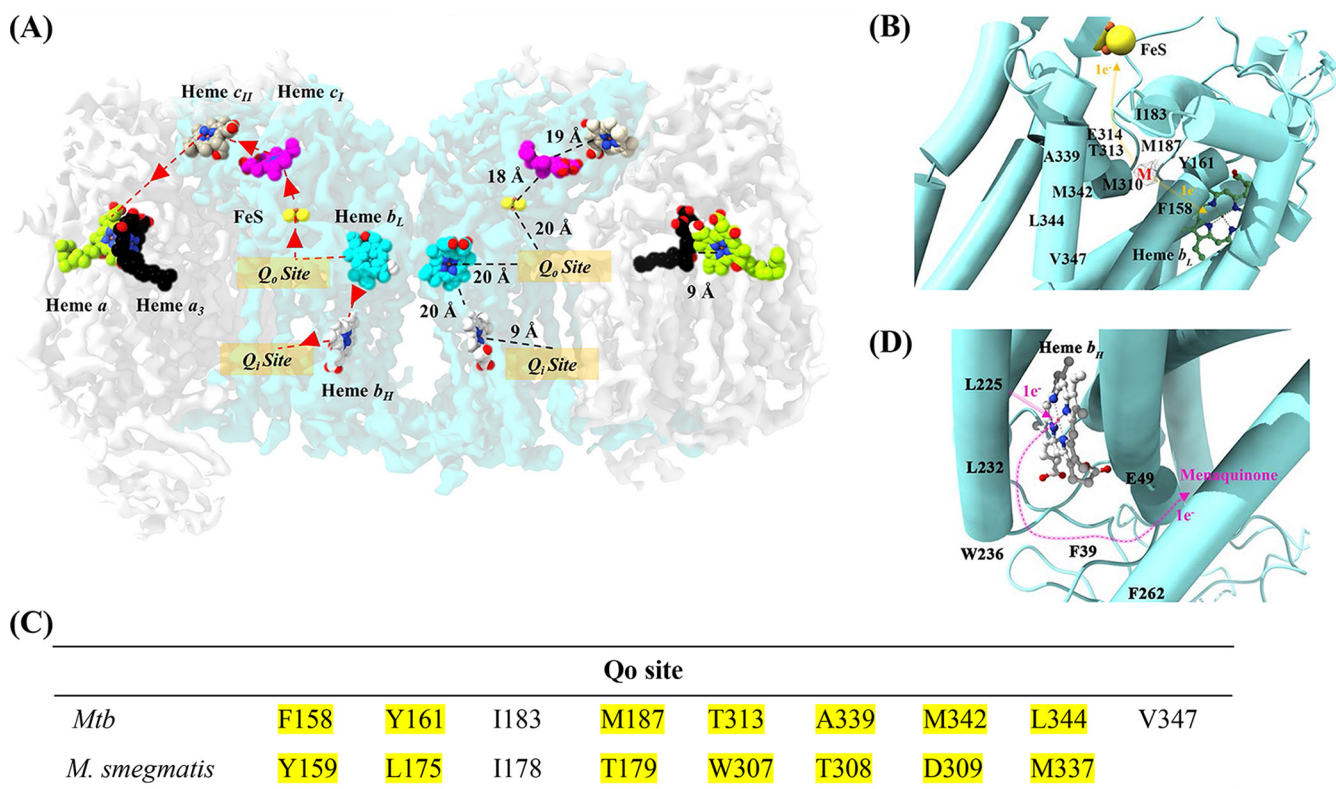 (A)
Heme cII
Heme cI
FeS
Heme bL
Qo Site
Heme a
Heme a3
Qi Site
Heme bH
19 Å
18 Å
20 Å
Qo Site
20 Å
20 Å
9 Å
Qi Site
9 Å
(B)
FeS
1e-
I183
E314
T313
M187
A339
Y161
M310
M
M342
1e-
F158
L344
V347
Heme bL
(D)
Heme bH
L225
1e-
L232
E49
Menaquinone
1e-
W236
F39
F262
(C)
Qo site
Mtb F158 Y161 I183 M187 T313 A339 M342 L344 V347
M. smegmatis Y159 L175 I178 T179 W307 T308 D309 M337